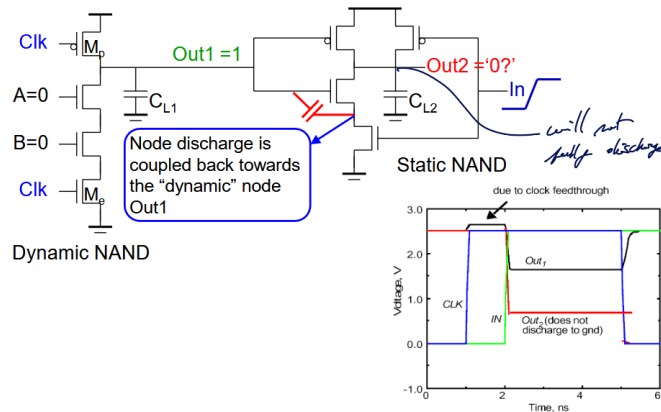 Clk
Mp
Out1 =1
Out2 ='0?'
A=0
CL1
CL2
In
B=0
Node discharge is
coupled back towards
the "dynamic" node
Out1
Static NAND
will not
fully discharge
Clk
Me
Dynamic NAND
due to clock feedthrough
3.0
2.0
1.0
0.0
-1.0
Voltage, V
CLK
IN
Out1
Out2 (does not
discharge to gnd)
0
2
4
6
Time, ns